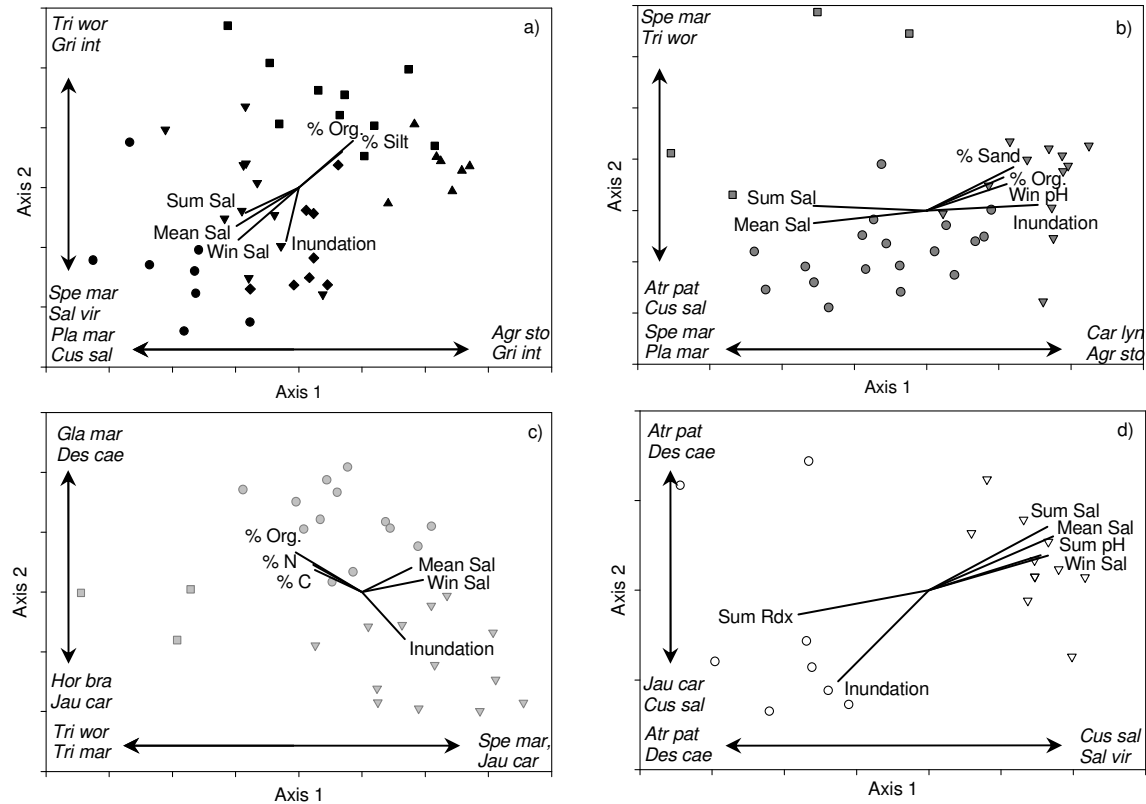 Tri wor
Gri int
a)
% Org.
% Silt
Sum Sal
Mean Sal
Win Sal
Inundation
Axis 2
Spe mar
Sal vir
Pla mar
Cus sal
Agr sto
Gri int
Axis 1
Spe mar
Tri wor
b)
% Sand
% Org.
Win pH
Sum Sal
Mean Sal
Inundation
Axis 2
Atr pat
Cus sal
Spe mar
Pla mar
Car lyn
Agr sto
Axis 1
Gla mar
Des cae
c)
% Org.
% N
% C
Mean Sal
Win Sal
Inundation
Axis 2
Hor bra
Jau car
Tri wor
Tri mar
Spe mar,
Jau car
Axis 1
Atr pat
Des cae
d)
Sum Sal
Mean Sal
Sum pH
Win Sal
Sum Rdx
Inundation
Axis 2
Jau car
Cus sal
Atr pat
Des cae
Cus sal
Sal vir
Axis 1